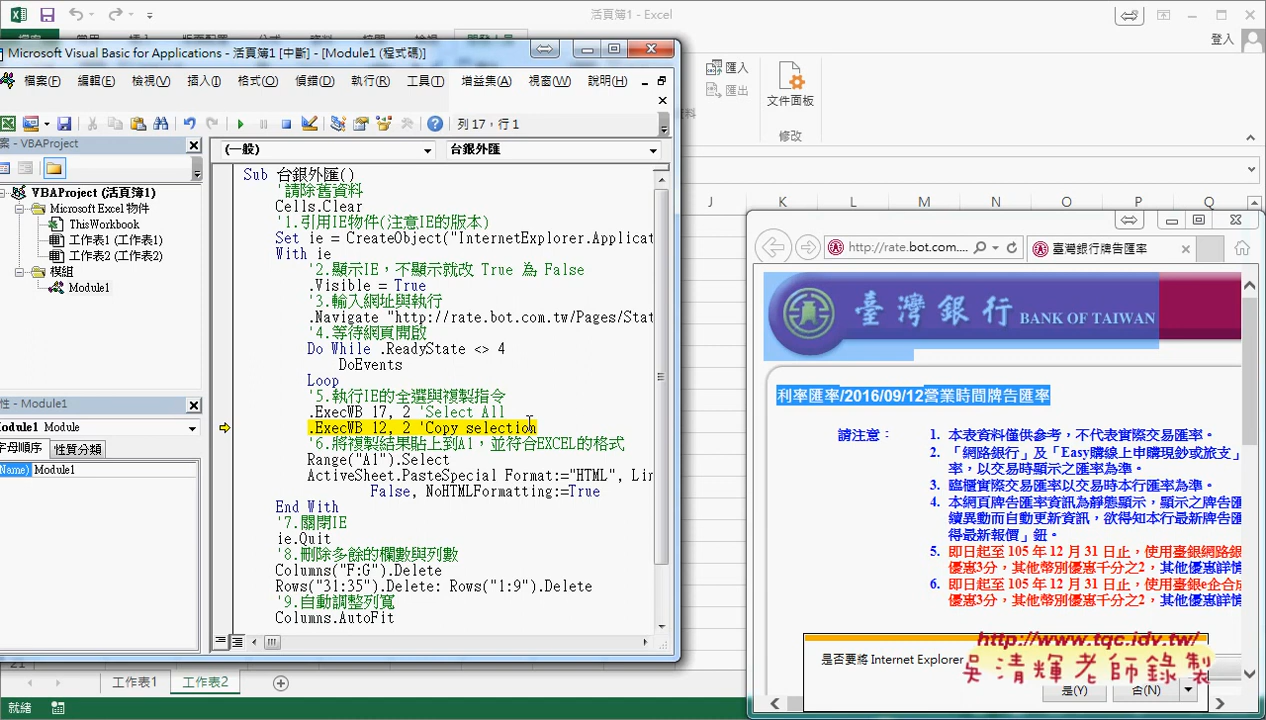 活頁簿1 - Excel
登入
匯入
匯出
文件面板
修改
Microsoft Visual Basic for Applications - 活頁簿1 [中斷] - [Module1 (程式碼)]
檔案(F) 編輯(E) 檢視(V) 插入(I) 格式(O) 偵錯(D) 執行(R) 工具(T) 增益集(A) 視窗(W) 說明(H)
列 17，行 1
案 - VBAProject
VBAProject (活頁簿1)
Microsoft Excel 物件
ThisWorkbook
工作表1 (工作表1)
工作表2 (工作表2)
模組
Module1
性 - Module1
odule1 Module
字母順序 性質分類
Name) Module1
(一般) 台銀外匯
Sub 台銀外匯()
'請除舊資料
Cells.Clear
'1.引用IE物件(注意IE的版本)
Set ie = CreateObject("InternetExplorer.Applicat
With ie
'2.顯示IE，不顯示就改 True 為 False
.Visible = True
'3.輸入網址與執行
.Navigate "http://rate.bot.com.tw/Pages/Stat
'4.等待網頁開啟
Do While .ReadyState <> 4
DoEvents
Loop
'5.執行IE的全選與複製指令
.ExecWB 17, 2 'Select All
.ExecWB 12, 2 'Copy selection
'6.將複製結果貼上到A1，並符合EXCEL的格式
Range("A1").Select
ActiveSheet.PasteSpecial Format:="HTML", Lin
False, NoHTMLFormatting:=True
End With
'7.關閉IE
ie.Quit
'8.刪除多餘的欄數與列數
Columns("F:G").Delete
Rows("31:35").Delete: Rows("1:9").Delete
'9.自動調整列寬
Columns.AutoFit
J K L M N O P Q
http://rate.bot.com....
臺灣銀行牌告匯率
臺灣銀行 BANK OF TAIWAN
利率匯率/2016/09/12營業時間牌告匯率
請注意：
1. 本表資料僅供參考，不代表實際交易匯率。
2. 「網路銀行」及「Easy購線上申購現鈔或旅支」
率，以交易時顯示之匯率為準。
3. 臨櫃實際交易匯率以交易時本行匯率為準。
4. 本網頁牌告匯率資訊為靜態顯示，顯示之牌告匯
續異動而自動更新資訊，欲得知本行最新牌告匯
得最新報價」鈕。
5. 即日起至 105 年 12 月 31 日止，使用臺銀網路銀
優惠3分，其他幣別優惠千分之2，其他優惠詳情
6. 即日起至 105 年 12 月 31 日止，使用臺銀e企合成
優惠3分，其他幣別優惠千分之2，其他優惠詳情
是否要將 Internet Explorer
是(Y) 否(N)
http://www.tqc.idv.tw/
吳清輝老師錄製
21
工作表1 工作表2
就緒